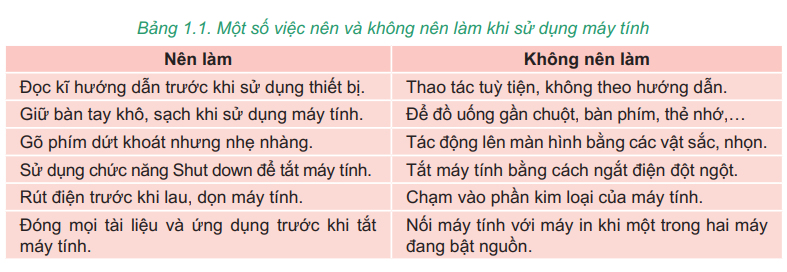 Bảng 1.1. Một số việc nên và không nên làm khi sử dụng máy tính
Nên làm
Không nên làm
Đọc kĩ hướng dẫn trước khi sử dụng thiết bị.
Thao tác tuỳ tiện, không theo hướng dẫn.
Giữ bàn tay khô, sạch khi sử dụng máy tính.
Để đồ uống gần chuột, bàn phím, thẻ nhớ,…
Gõ phím dứt khoát nhưng nhẹ nhàng.
Tác động lên màn hình bằng các vật sắc, nhọn.
Sử dụng chức năng Shut down để tắt máy tính.
Tắt máy tính bằng cách ngắt điện đột ngột.
Rút điện trước khi lau, dọn máy tính.
Chạm vào phần kim loại của máy tính.
Đóng mọi tài liệu và ứng dụng trước khi tắt
máy tính.
Nối máy tính với máy in khi một trong hai máy
đang bật nguồn.